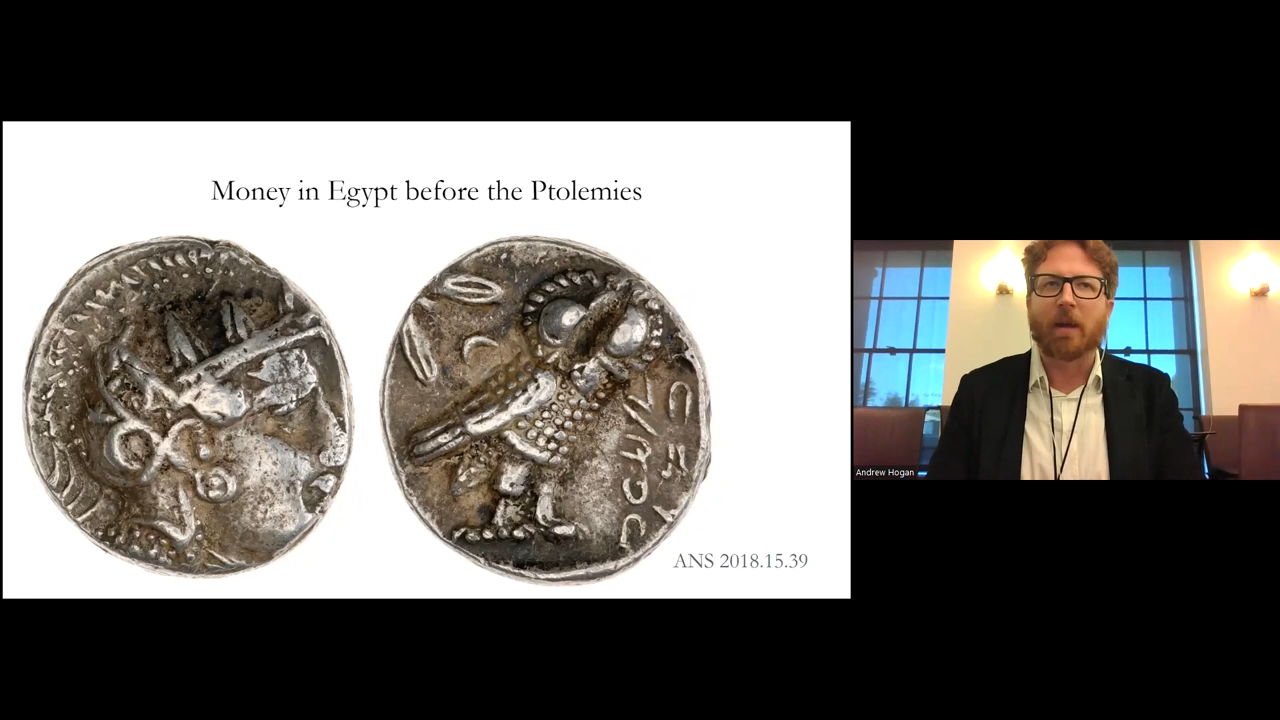 Money in Egypt before the Ptolemies
ANS 2018.15.39
Andrew Hogan